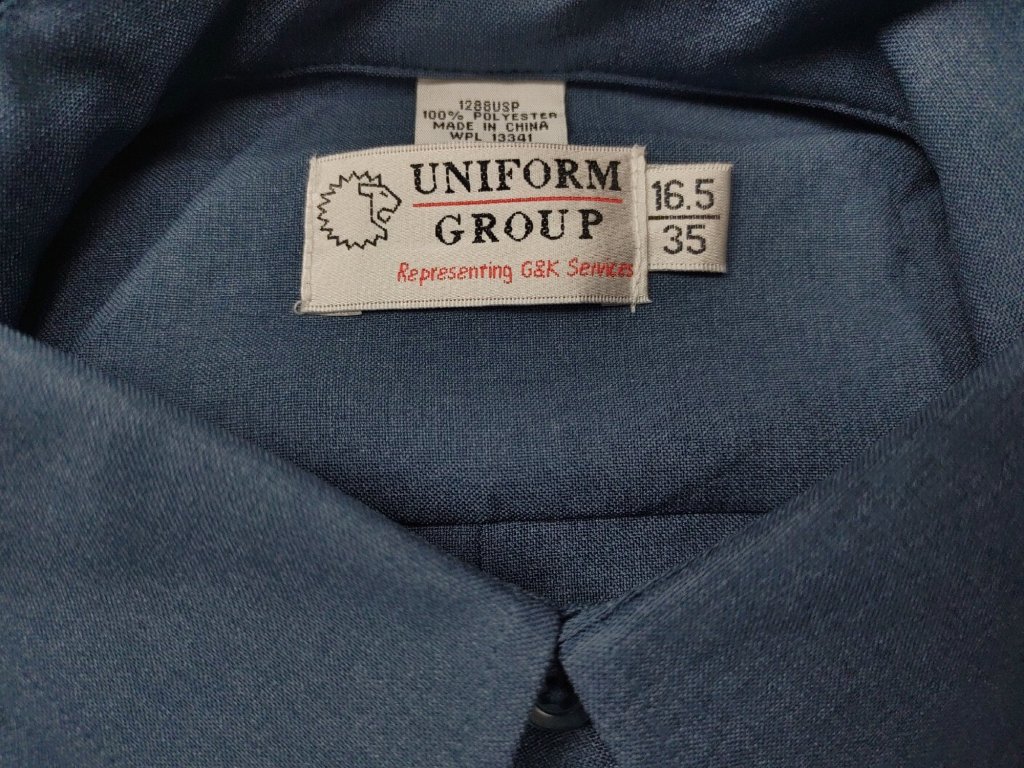 1288USP
100% POLYESTER
MADE IN CHINA
WPL 13341
UNIFORM
GROUP
Representing G&K Services
16.5
35